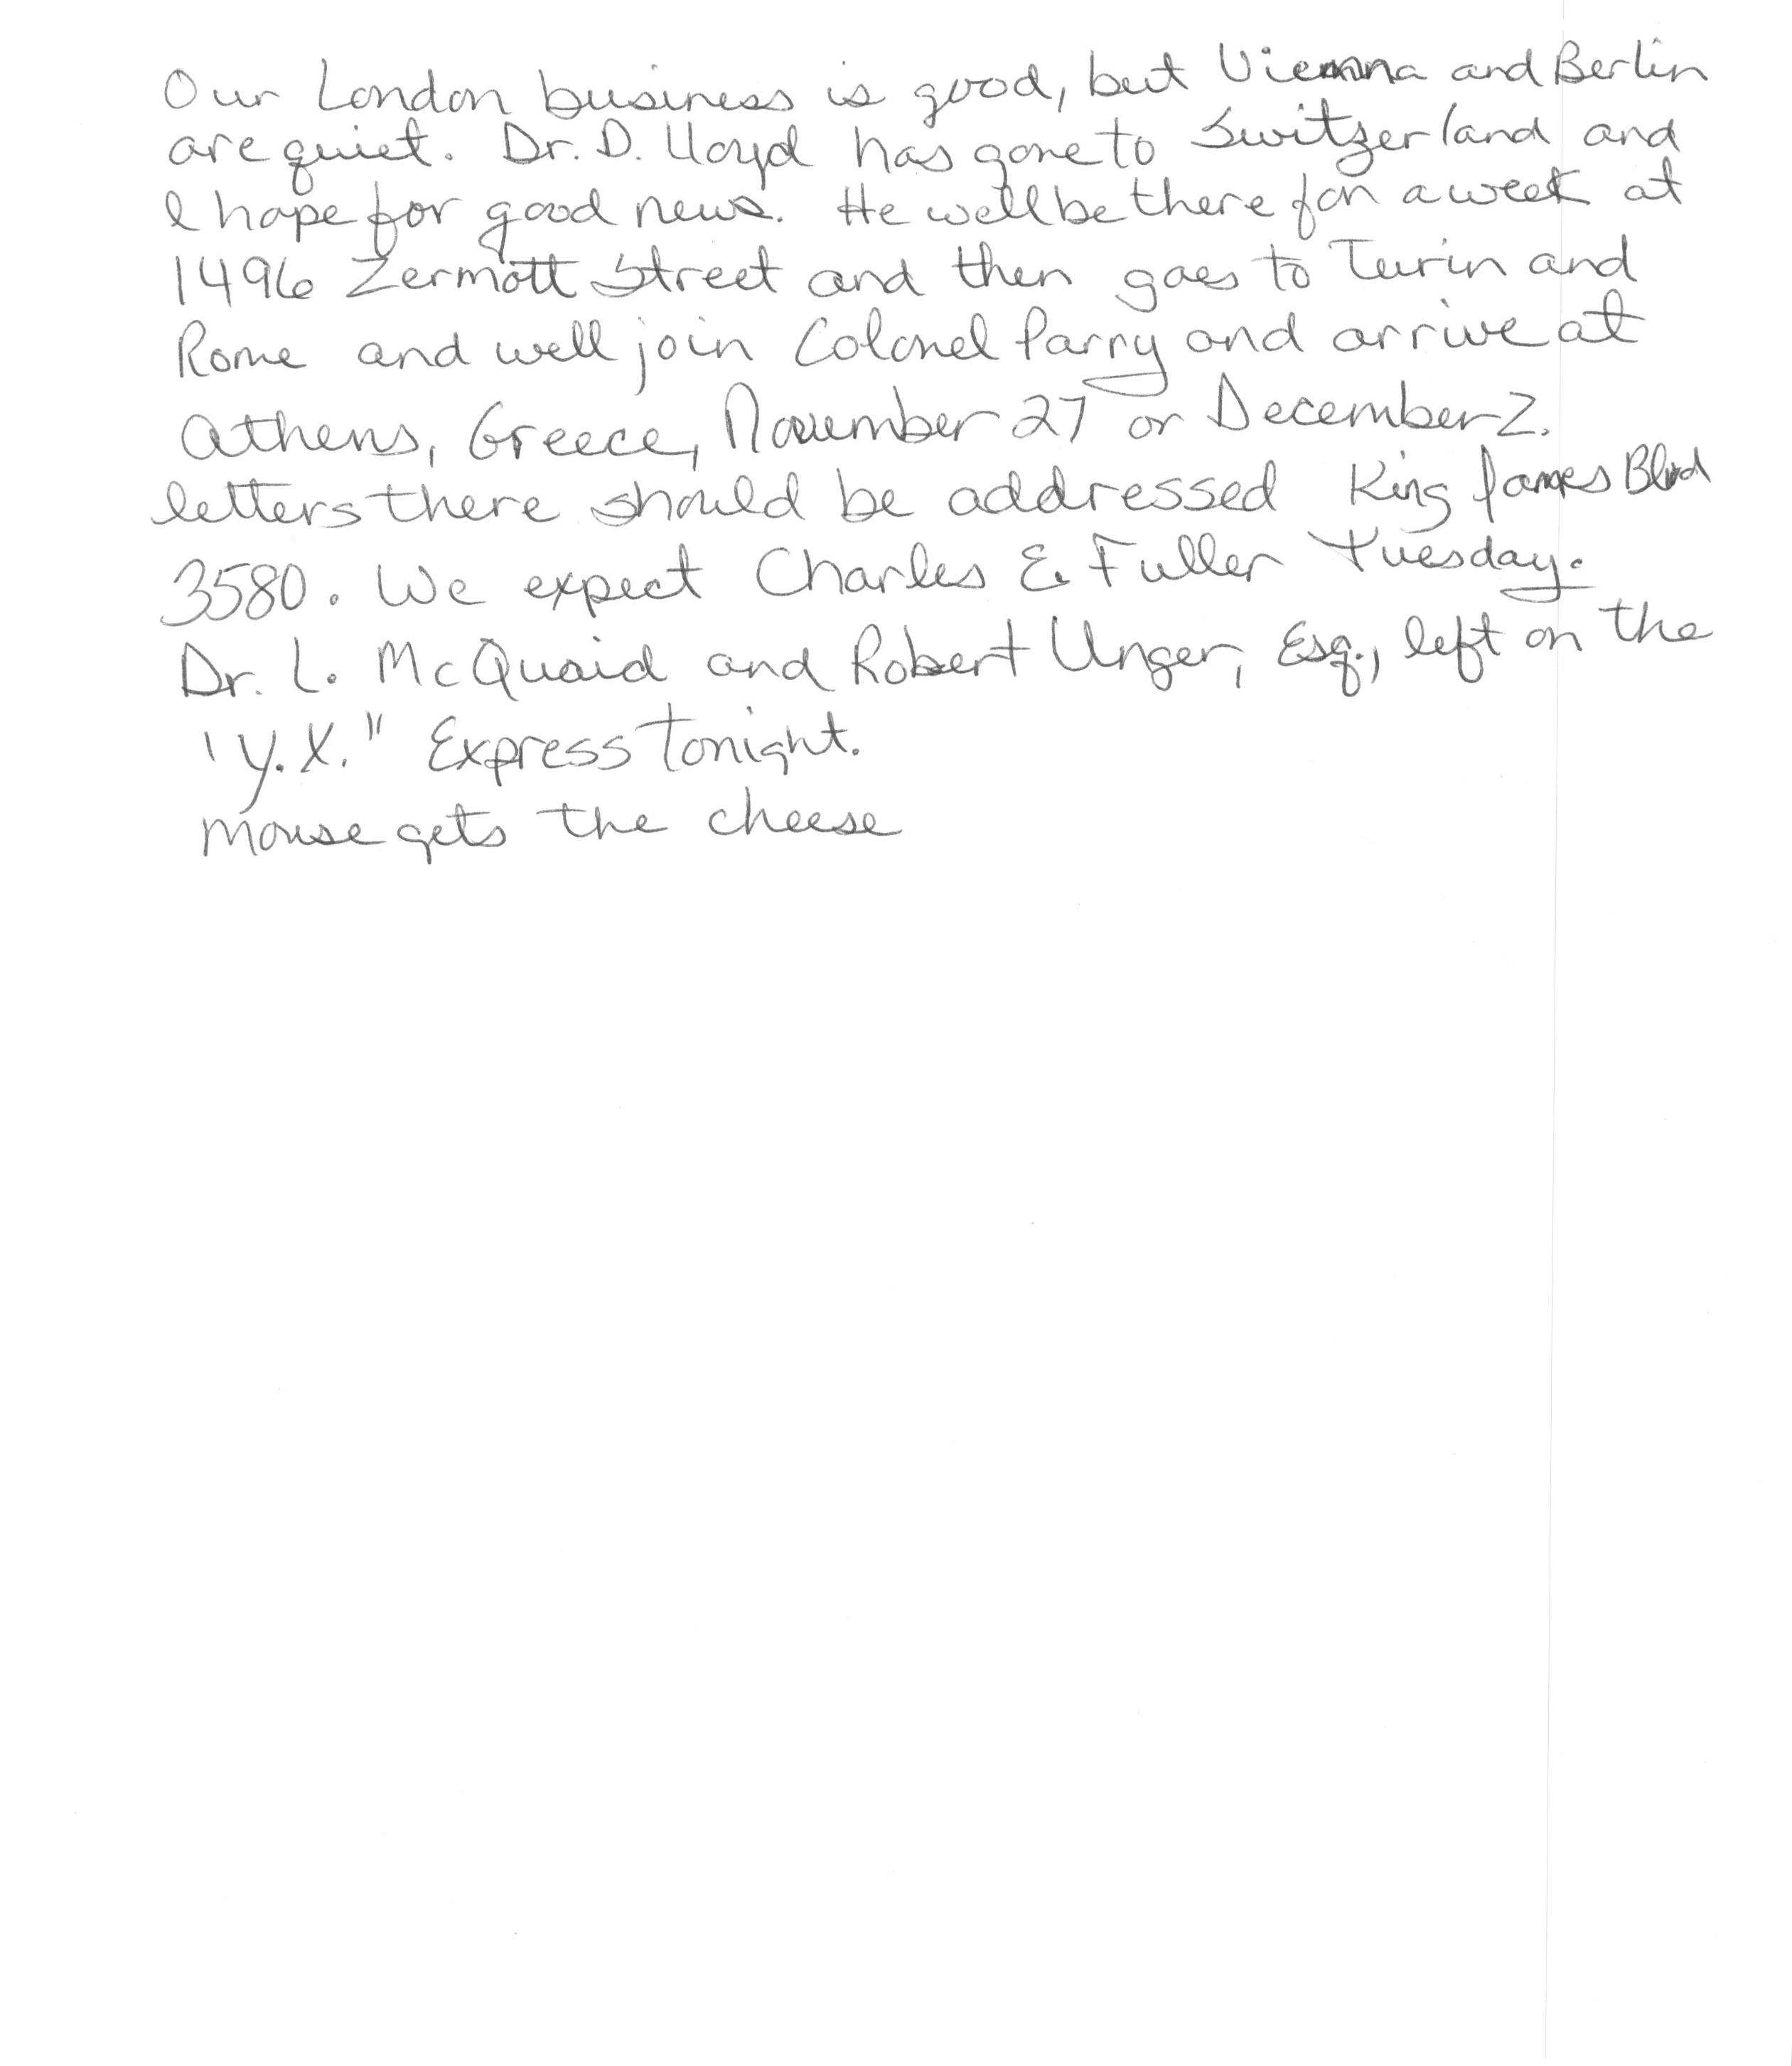 Our London business is good, but Vienna and Berlin
are quiet. Dr. D. Lloyd has gone to Switzerland and
I hope for good news. He will be there for a week at
1496 Zermott Street and then goes to Turin and
Rome and will join Colonel Parry and arrive at
Athens, Greece, November 27 or December 2.
letters there should be addressed King James Blvd
3580. We expect Charles E. Fuller Tuesday.
Dr. L. McQuaid and Robert Unger, Esq., left on the
'Y.X." Express tonight.
mouse gets the cheese